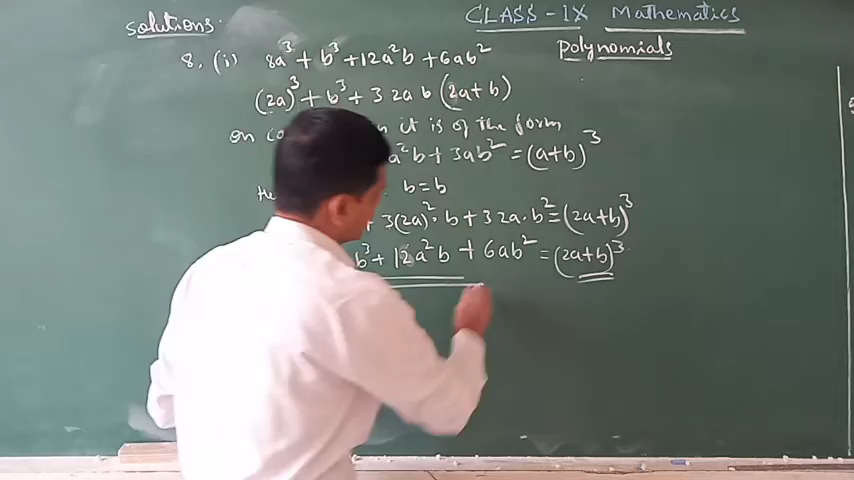 CLASS-IX Mathematics
solutions
polynomials
8. (i) 8a³ + b³ + 12a²b + 6ab²
(2a)³ + b³ + 3 2a b (2a+b)
on it is of the form
a²b + 3ab² = (a+b)³
b = b
+ 3(2a)²·b + 3 2a·b² = (2a+b)³
b³ + 12a²b + 6ab² = (2a+b)³